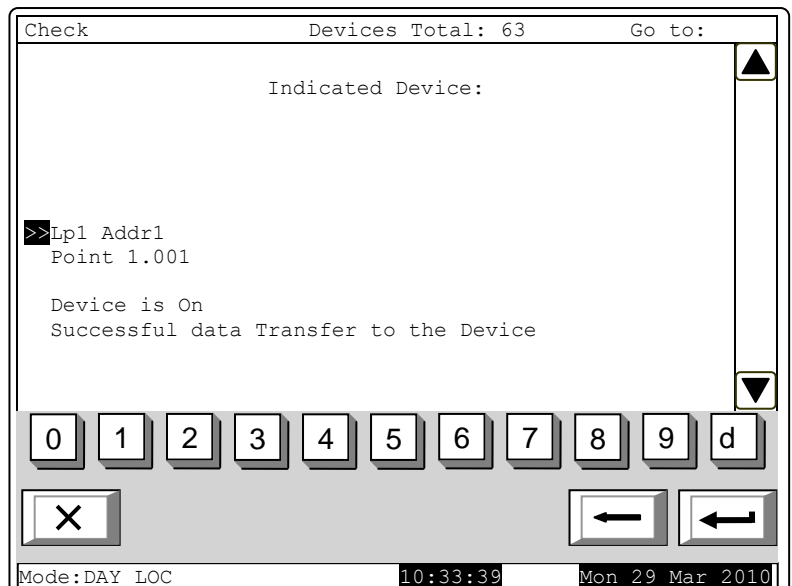 Check Devices Total: 63 Go to:
Indicated Device:
>>Lp1 Addr1
Point 1.001
Device is On
Successful data Transfer to the Device
0 1 2 3 4 5 6 7 8 9 d
Mode:DAY LOC 10:33:39 Mon 29 Mar 2010